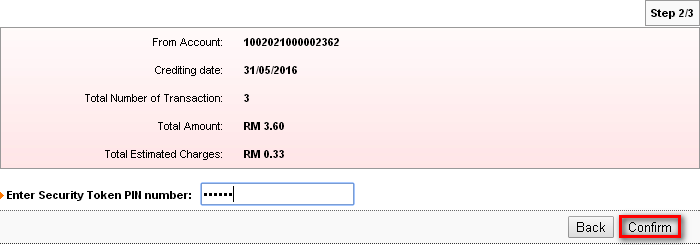 Step 2/3
From Account: 1002021000002362
Crediting date: 31/05/2016
Total Number of Transaction: 3
Total Amount: RM 3.60
Total Estimated Charges: RM 0.33
Enter Security Token PIN number: ••••••
Back Confirm